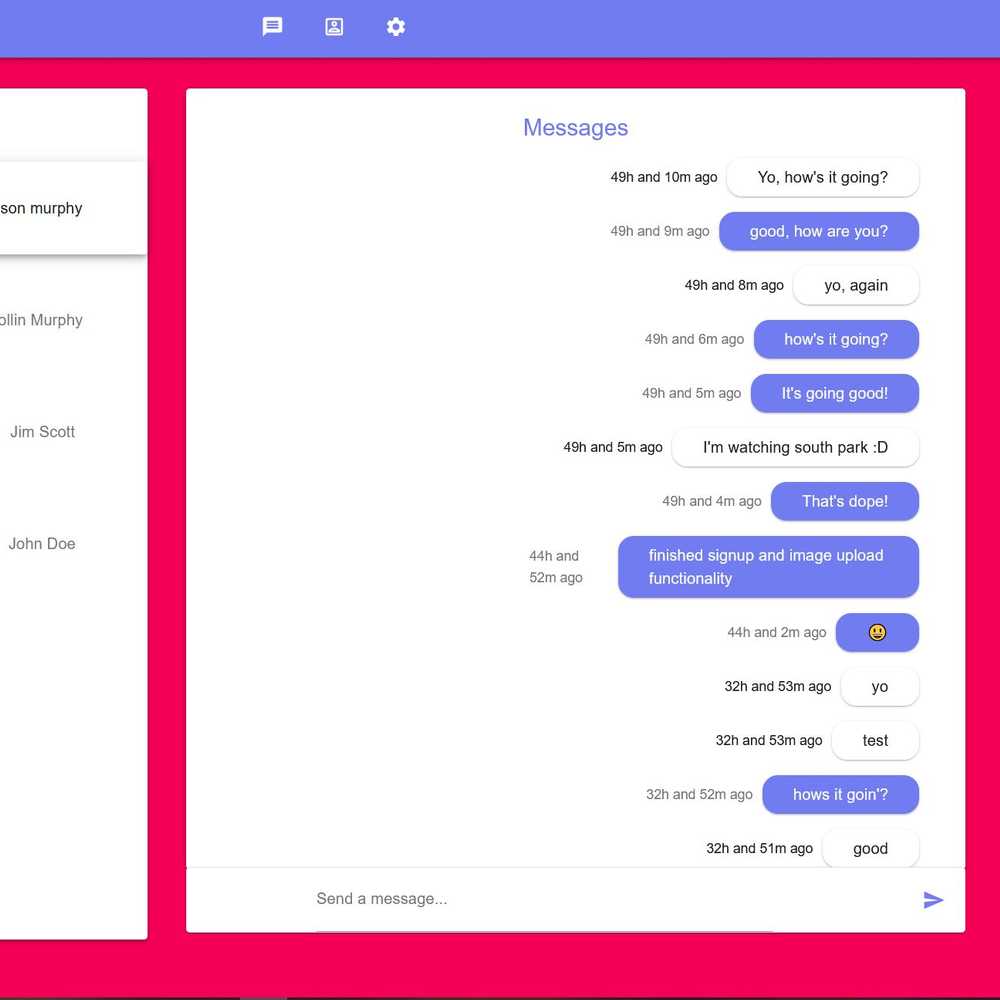 son murphy
ollin Murphy
Jim Scott
John Doe
Messages
49h and 10m ago Yo, how's it going?
49h and 9m ago good, how are you?
49h and 8m ago yo, again
49h and 6m ago how's it going?
49h and 5m ago It's going good!
49h and 5m ago I'm watching south park :D
49h and 4m ago That's dope!
44h and
52m ago
finished signup and image upload
functionality
44h and 2m ago 😃
32h and 53m ago yo
32h and 53m ago test
32h and 52m ago hows it goin'?
32h and 51m ago good
Send a message...